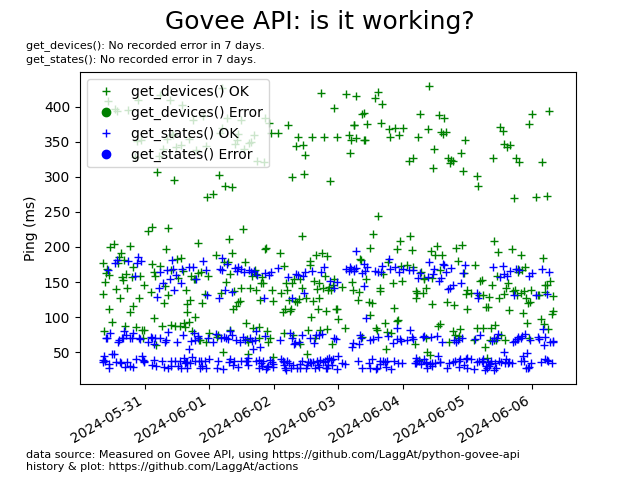 Govee API: is it working?
get_devices(): No recorded error in 7 days.
get_states(): No recorded error in 7 days.
get_devices() OK
get_devices() Error
get_states() OK
get_states() Error
Ping (ms)
400
350
300
250
200
150
100
50
2024-05-31
2024-06-01
2024-06-02
2024-06-03
2024-06-04
2024-06-05
2024-06-06
data source: Measured on Govee API, using https://github.com/LaggAt/python-govee-api
history & plot: https://github.com/LaggAt/actions